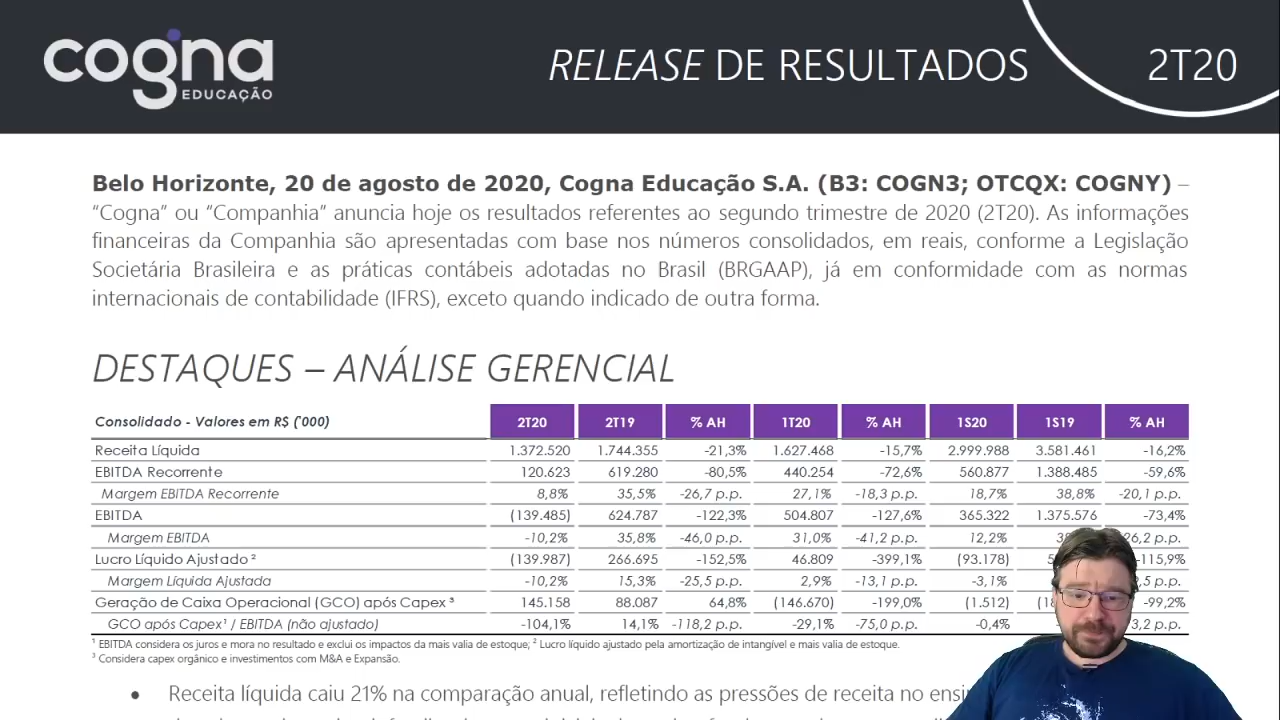 cogna
EDUCAÇÃO
RELEASE DE RESULTADOS
2T20
Belo Horizonte, 20 de agosto de 2020, Cogna Educação S.A. (B3: COGN3; OTCQX: COGNY) –
“Cogna” ou “Companhia” anuncia hoje os resultados referentes ao segundo trimestre de 2020 (2T20). As informações
financeiras da Companhia são apresentadas com base nos números consolidados, em reais, conforme a Legislação
Societária Brasileira e as práticas contábeis adotadas no Brasil (BRGAAP), já em conformidade com as normas
internacionais de contabilidade (IFRS), exceto quando indicado de outra forma.
DESTAQUES – ANÁLISE GERENCIAL
Consolidado - Valores em R$ ('000) 2T20 2T19 % AH 1T20 % AH 1S20 1S19 % AH
Receita Líquida 1.372.520 1.744.355 -21,3% 1.627.468 -15,7% 2.999.988 3.581.461 -16,2%
EBITDA Recorrente 120.623 619.280 -80,5% 440.254 -72,6% 560.877 1.388.485 -59,6%
Margem EBITDA Recorrente 8,8% 35,5% -26,7 p.p. 27,1% -18,3 p.p. 18,7% 38,8% -20,1 p.p.
EBITDA (139.485) 624.787 -122,3% 504.807 -127,6% 365.322 1.375.576 -73,4%
Margem EBITDA -10,2% 35,8% -46,0 p.p. 31,0% -41,2 p.p. 12,2% 26,2 p.p.
Lucro Líquido Ajustado ² (139.987) 266.695 -152,5% 46.809 -399,1% (93.178) -115,9%
Margem Líquida Ajustada -10,2% 15,3% -25,5 p.p. 2,9% -13,1 p.p. -3,1% p.p.
Geração de Caixa Operacional (GCO) após Capex ³ 145.158 88.087 64,8% (146.670) -199,0% (1.512) -99,2%
GCO após Capex¹ / EBITDA (não ajustado) -104,1% 14,1% -118,2 p.p. -29,1% -75,0 p.p. -0,4% p.p.
¹ EBITDA considera os juros e mora no resultado e exclui os impactos da mais valia de estoque; ² Lucro líquido ajustado pela amortização de intangível e mais valia de estoque.
³ Considera capex orgânico e investimentos com M&A e Expansão.
• Receita líquida caiu 21% na comparação anual, refletindo as pressões de receita no